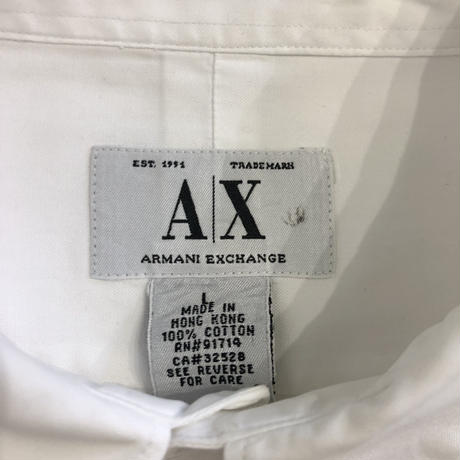 EST. 1991 TRADEMARK
A|X
ARMANI EXCHANGE
L
MADE IN
HONG KONG
100% COTTON
RN#91714
CA#32528
SEE REVERSE
FOR CARE